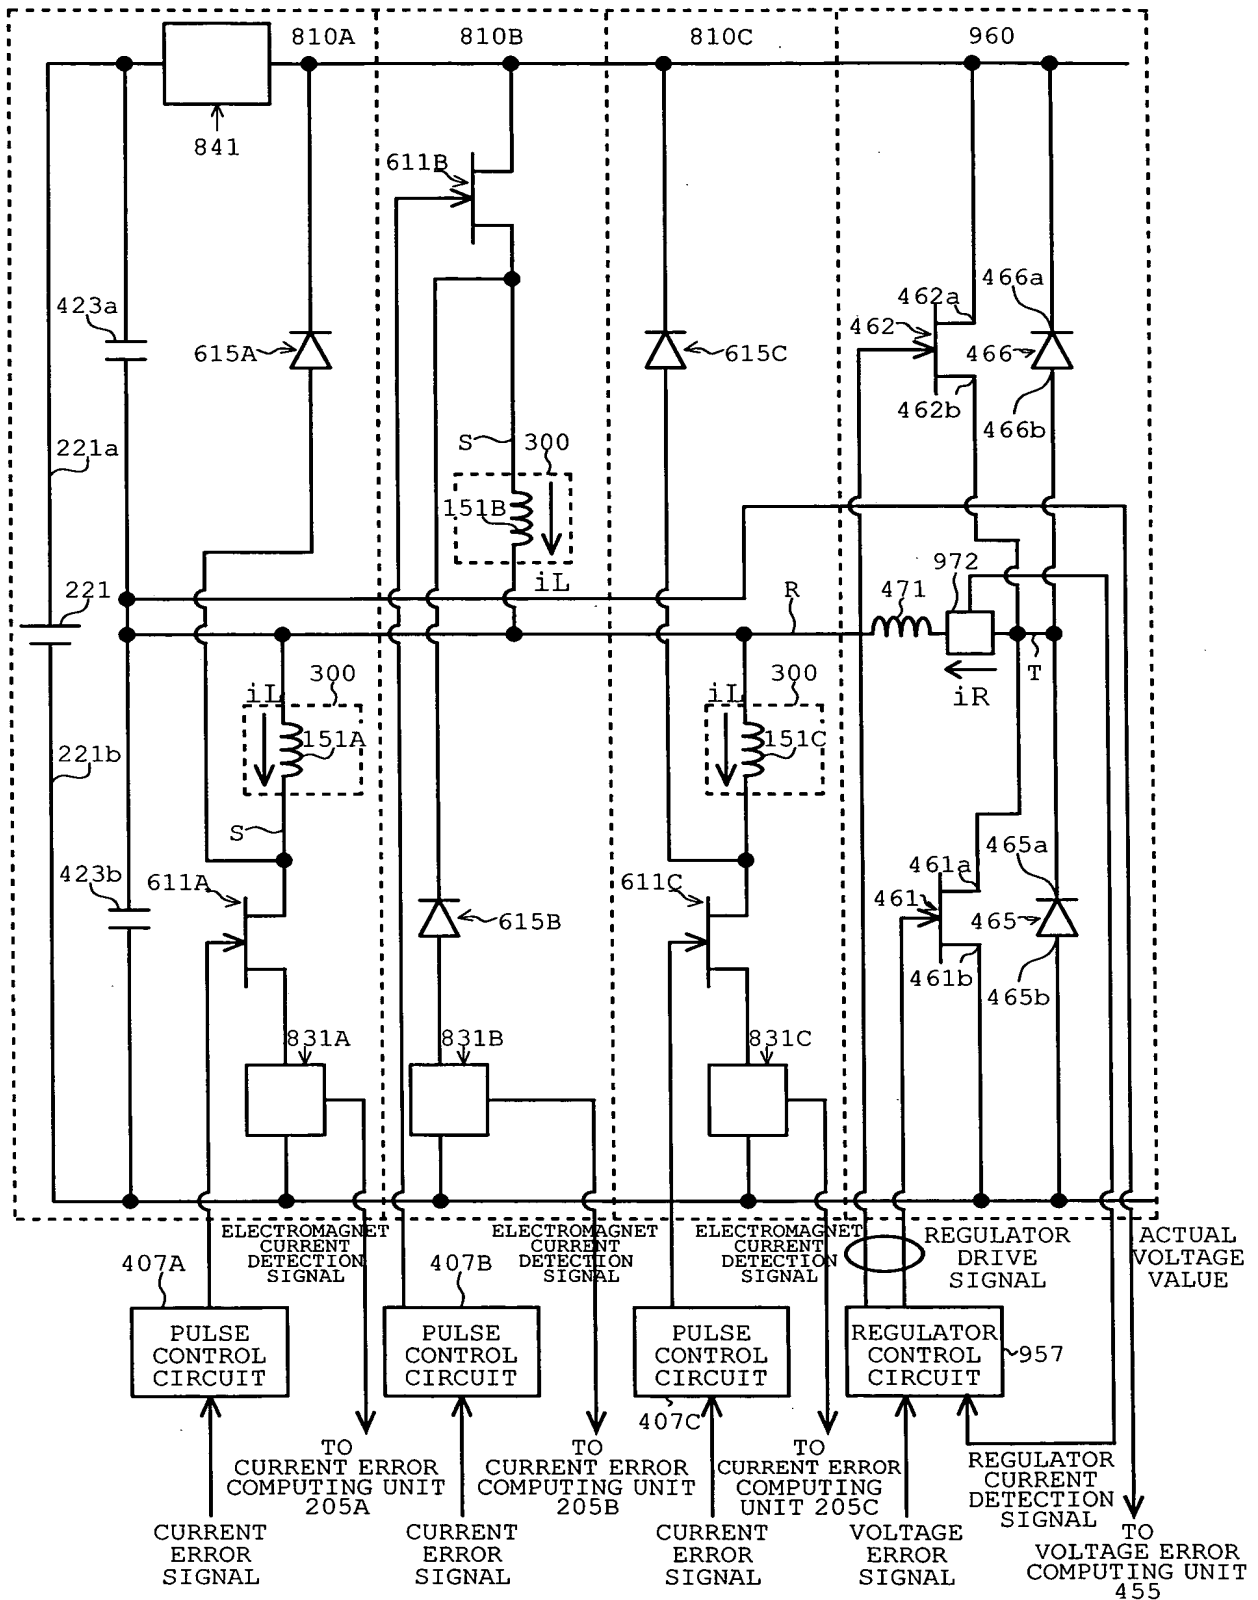 810A
810B
810C
960
841
611B
423a
462a
466a
615A
615C
462
466
462b
466b
221a
S
300
151B
iL
972
221
R
471
T
iR
300
300
iL
iL
151A
151C
221b
S
423b
611A
611C
461a
465a
461
465
615B
461b
465b
831A
831B
831C
ELECTROMAGNET
CURRENT
DETECTION
SIGNAL
ELECTROMAGNET
CURRENT
DETECTION
SIGNAL
ELECTROMAGNET
CURRENT
DETECTION
SIGNAL
REGULATOR
DRIVE
SIGNAL
ACTUAL
VOLTAGE
VALUE
407A
407B
PULSE
CONTROL
CIRCUIT
PULSE
CONTROL
CIRCUIT
PULSE
CONTROL
CIRCUIT
REGULATOR
CONTROL
CIRCUIT
957
407C
TO
CURRENT ERROR
COMPUTING UNIT
205A
TO
CURRENT ERROR
COMPUTING UNIT
205B
TO
CURRENT ERROR
COMPUTING
UNIT 205C
REGULATOR
CURRENT
DETECTION
SIGNAL
CURRENT
ERROR
SIGNAL
CURRENT
ERROR
SIGNAL
CURRENT
ERROR
SIGNAL
VOLTAGE
ERROR
SIGNAL
TO
VOLTAGE ERROR
COMPUTING UNIT
455